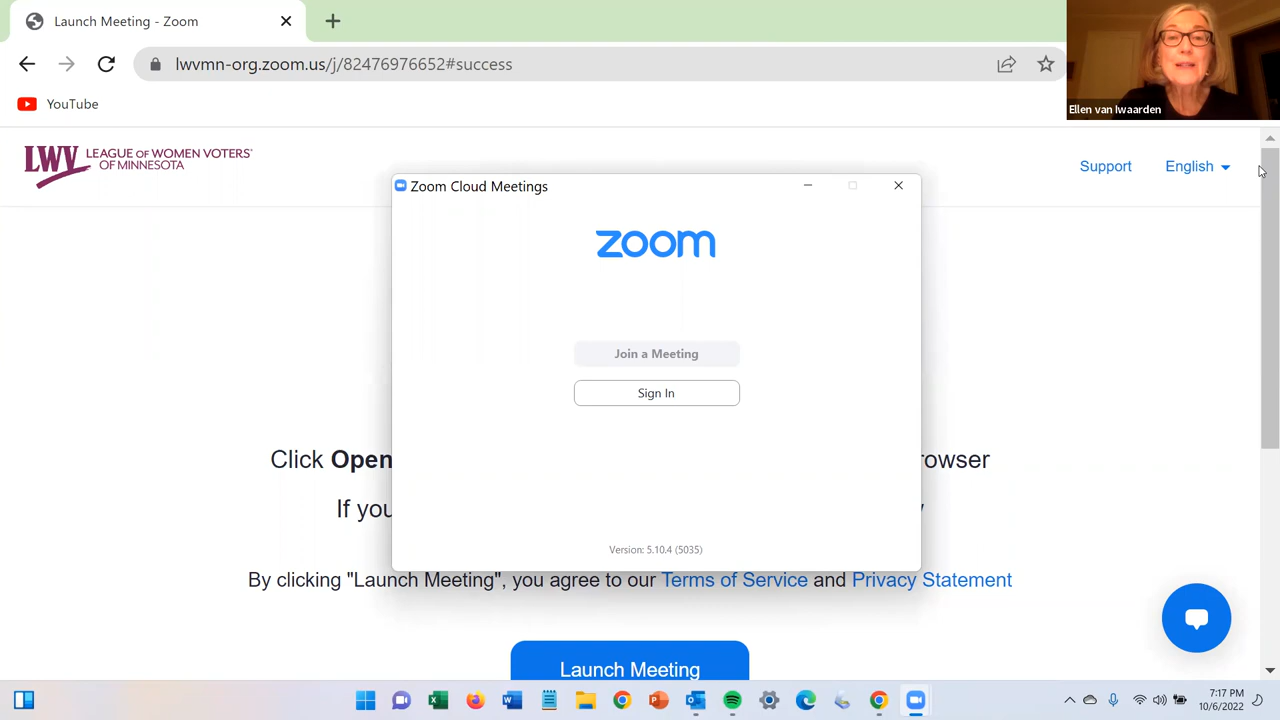 Launch Meeting - Zoom
lwvmn-org.zoom.us/j/82476976652#success
YouTube
Ellen van Iwaarden
LWV LEAGUE OF WOMEN VOTERS®
OF MINNESOTA
Support English
Zoom Cloud Meetings
zoom
Join a Meeting
Sign In
Click Open rowser
If you
Version: 5.10.4 (5035)
By clicking "Launch Meeting", you agree to our Terms of Service and Privacy Statement
Launch Meeting
7:17 PM
10/6/2022